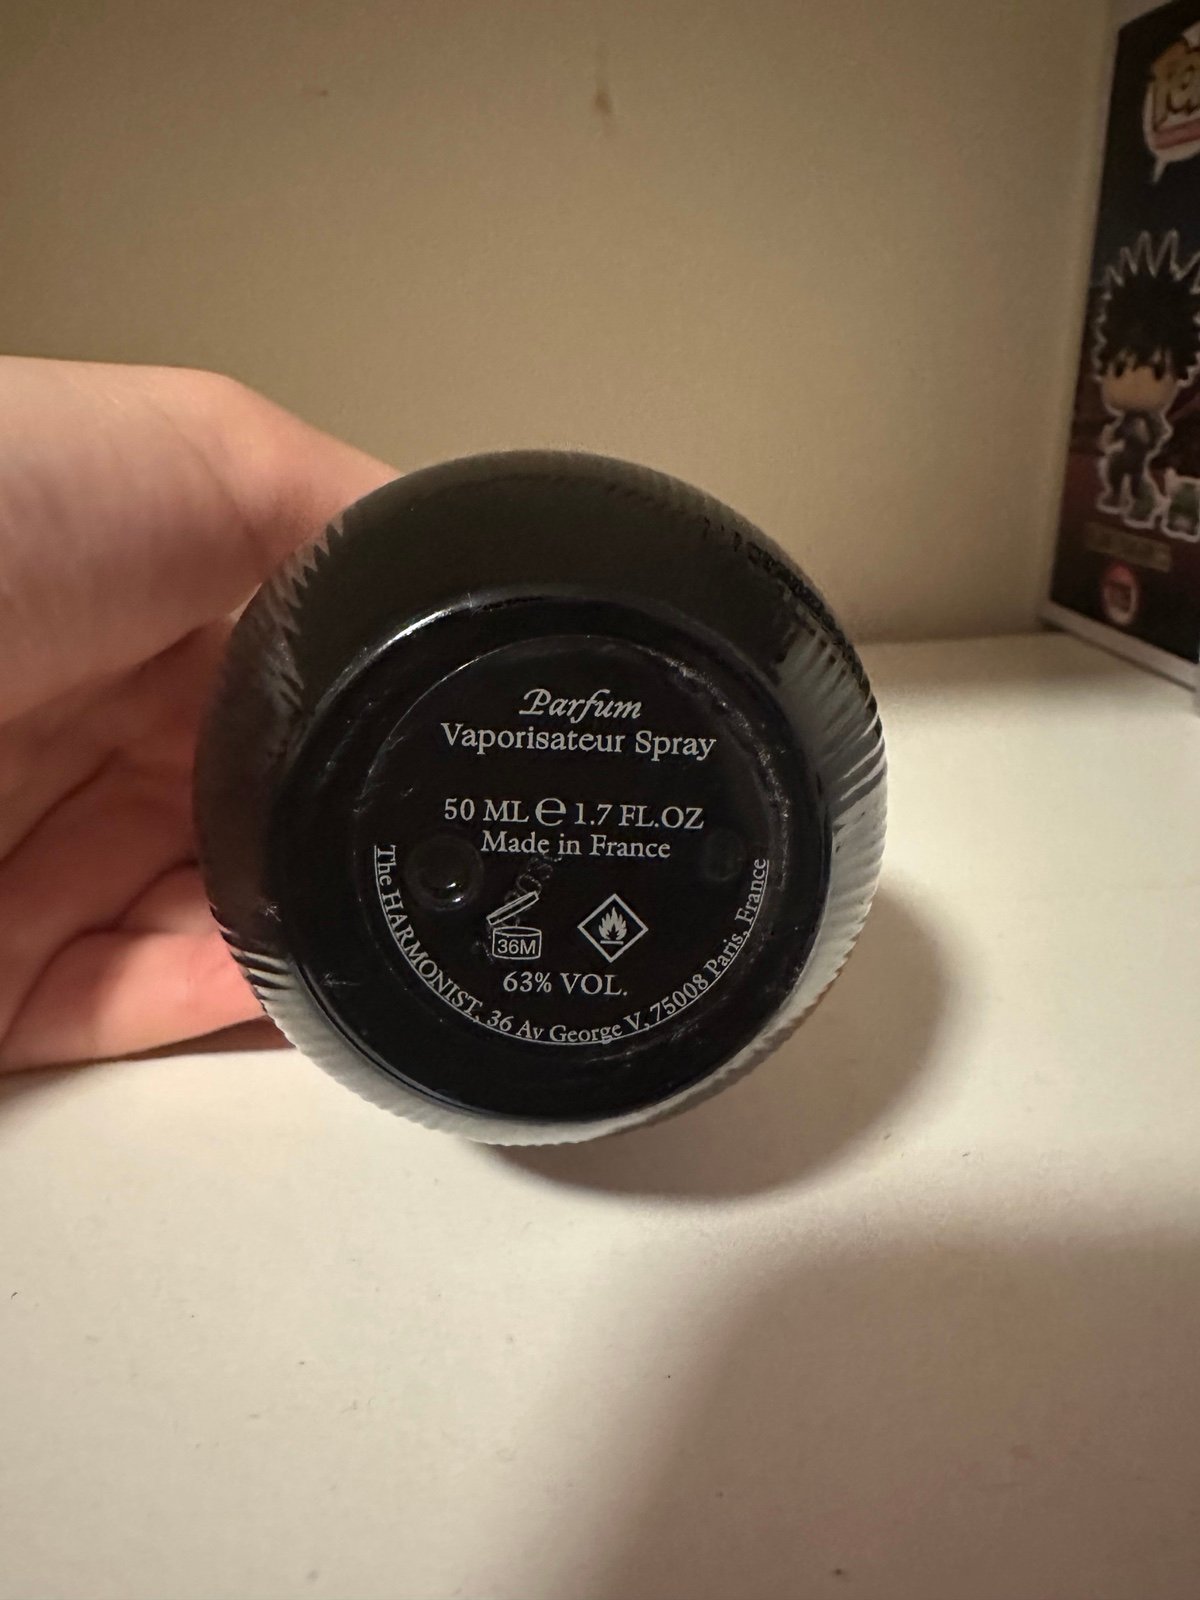 Parfum
Vaporisateur Spray
50 ML ℮ 1.7 FL.OZ
Made in France
36M
63% VOL.
The HARMONIST, 36 Av George V, 75008 Paris, France